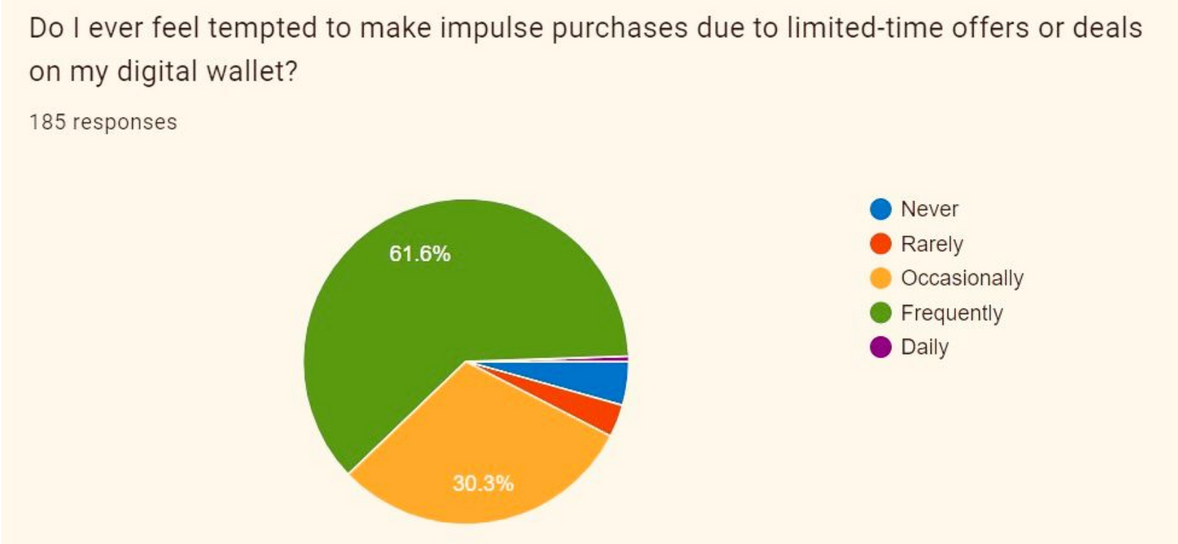 Do I ever feel tempted to make impulse purchases due to limited-time offers or deals
on my digital wallet?
185 responses
61.6%
30.3%
Never
Rarely
Occasionally
Frequently
Daily